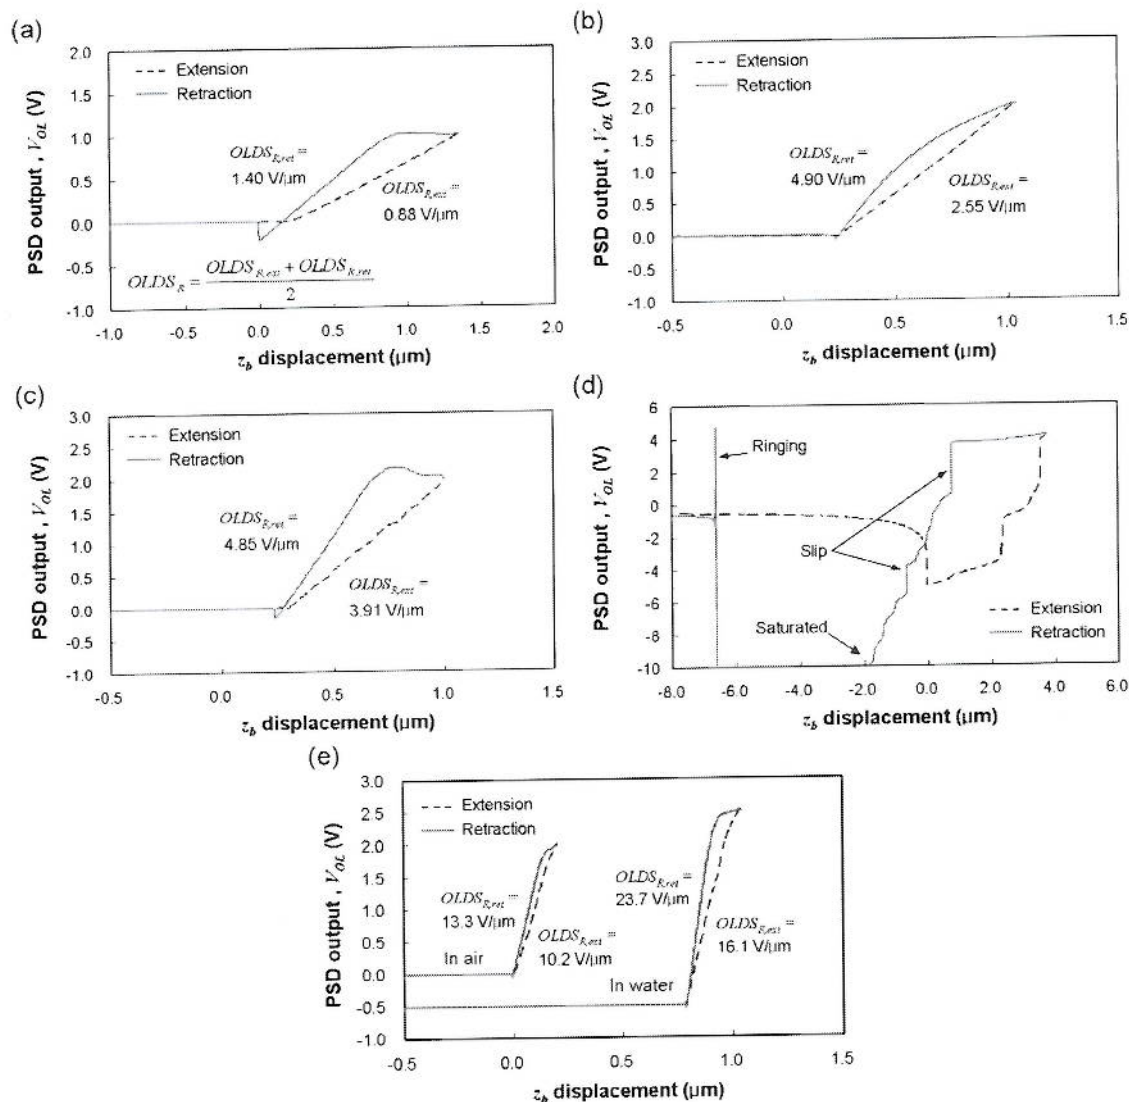 (a)
2.0
1.5
1.0
0.5
0.0
-0.5
-1.0
PSD output , V_OL (V)
Extension
Retraction
OLDS_R,ret =
1.40 V/µm
OLDS_R,ext =
0.88 V/µm
OLDS_R = (OLDS_R,ext + OLDS_R,ret) / 2
-1.0 -0.5 0.0 0.5 1.0 1.5 2.0
z_b displacement (µm)
(b)
3.0
2.5
2.0
1.5
1.0
0.5
0.0
-0.5
-1.0
PSD output , V_OL (V)
Extension
Retraction
OLDS_R,ret =
4.90 V/µm
OLDS_R,ext =
2.55 V/µm
-0.5 0.0 0.5 1.0 1.5
z_b displacement (µm)
(c)
3.0
2.5
2.0
1.5
1.0
0.5
0.0
-0.5
-1.0
PSD output , V_OL (V)
Extension
Retraction
OLDS_R,ret =
4.85 V/µm
OLDS_R,ext =
3.91 V/µm
-0.5 0.0 0.5 1.0 1.5
z_b displacement (µm)
(d)
6
4
2
0
-2
-4
-6
-8
-10
PSD output , V_OL (V)
Ringing
Slip
Saturated
Extension
Retraction
-8.0 -6.0 -4.0 -2.0 0.0 2.0 4.0 6.0
z_b displacement (µm)
(e)
3.0
2.5
2.0
1.5
1.0
0.5
0.0
-0.5
-1.0
PSD output , V_OL (V)
Extension
Retraction
OLDS_R,ret =
13.3 V/µm
OLDS_R,ext =
10.2 V/µm
In air
OLDS_R,ret =
23.7 V/µm
OLDS_R,ext =
16.1 V/µm
In water
-0.5 0.0 0.5 1.0 1.5
z_b displacement (µm)